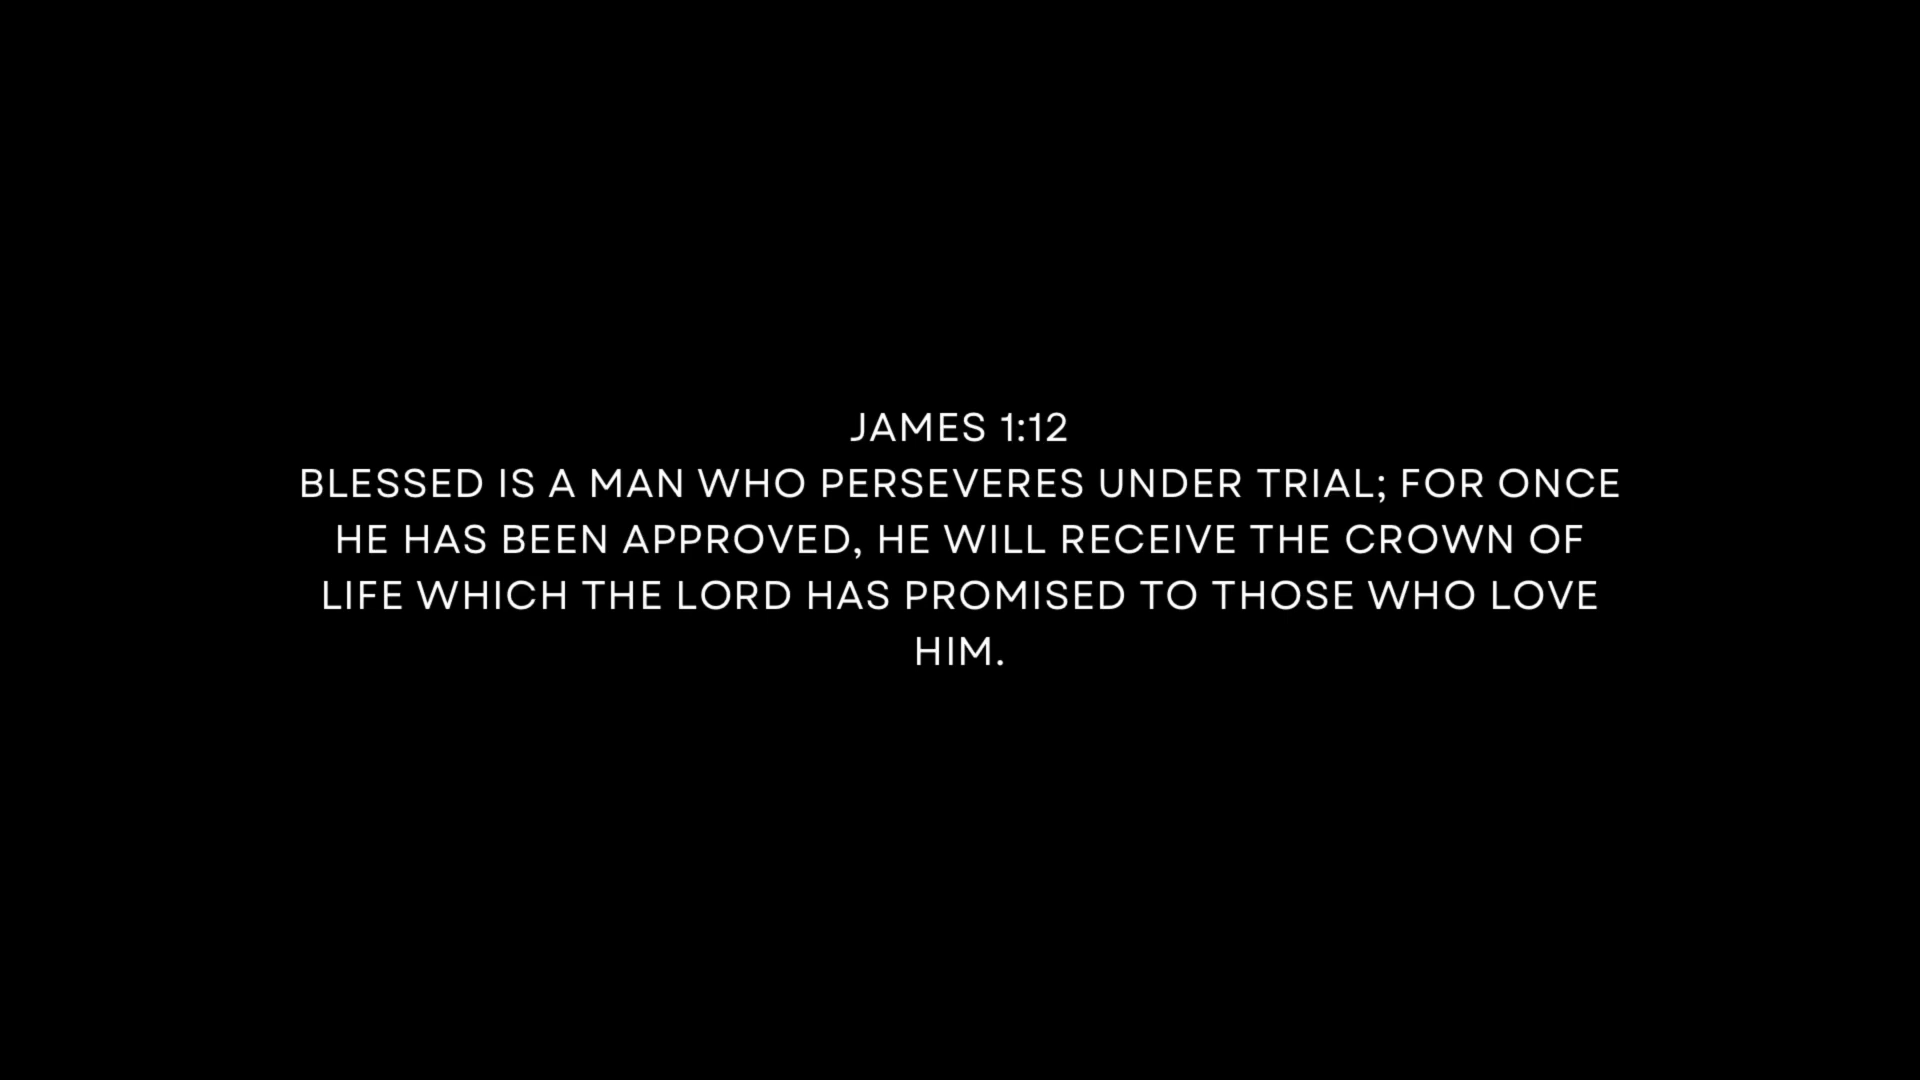 JAMES 1:12
BLESSED IS A MAN WHO PERSEVERES UNDER TRIAL; FOR ONCE
HE HAS BEEN APPROVED, HE WILL RECEIVE THE CROWN OF
LIFE WHICH THE LORD HAS PROMISED TO THOSE WHO LOVE
HIM.